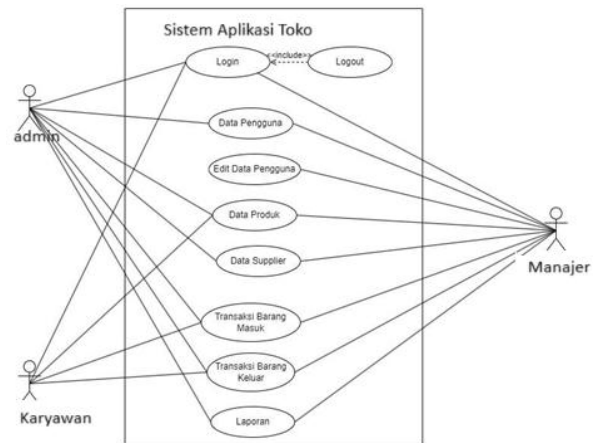 Sistem Aplikasi Toko
<<include>>
Login
Logout
admin
Data Pengguna
Edit Data Pengguna
Data Produk
Data Supplier
Manajer
Transaksi Barang
Masuk
Transaksi Barang
Keluar
Karyawan
Laporan